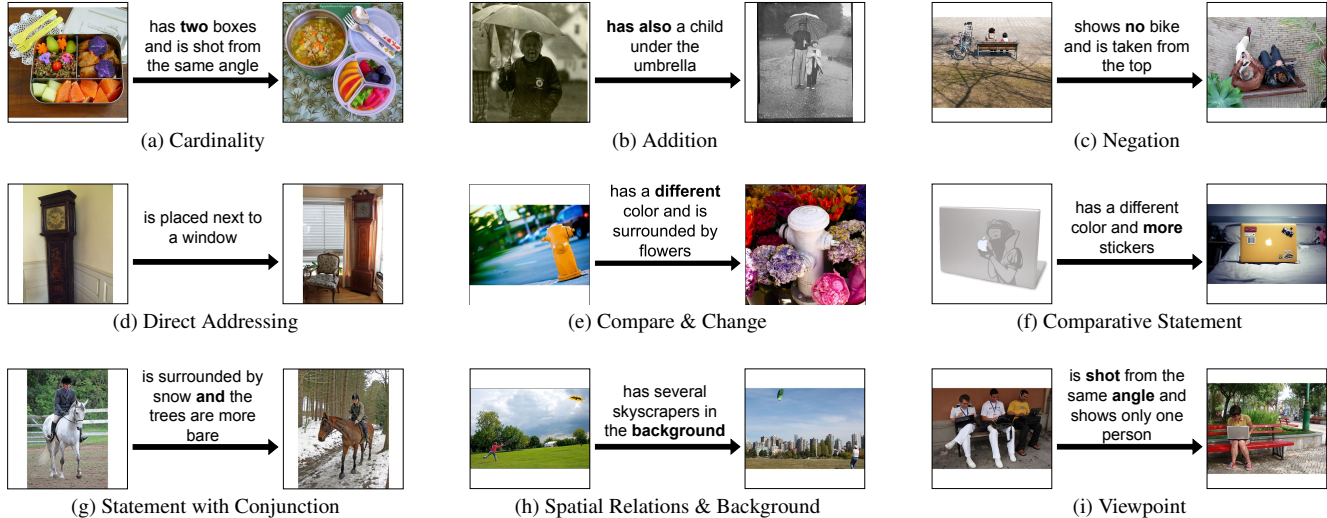 has two boxes
and is shot from
the same angle
(a) Cardinality
has also a child
under the
umbrella
(b) Addition
shows no bike
and is taken from
the top
(c) Negation
is placed next to
a window
(d) Direct Addressing
has a different
color and is
surrounded by
flowers
(e) Compare & Change
has a different
color and more
stickers
(f) Comparative Statement
is surrounded by
snow and the
trees are more
bare
(g) Statement with Conjunction
has several
skyscrapers in
the background
(h) Spatial Relations & Background
is shot from the
same angle and
shows only one
person
(i) Viewpoint